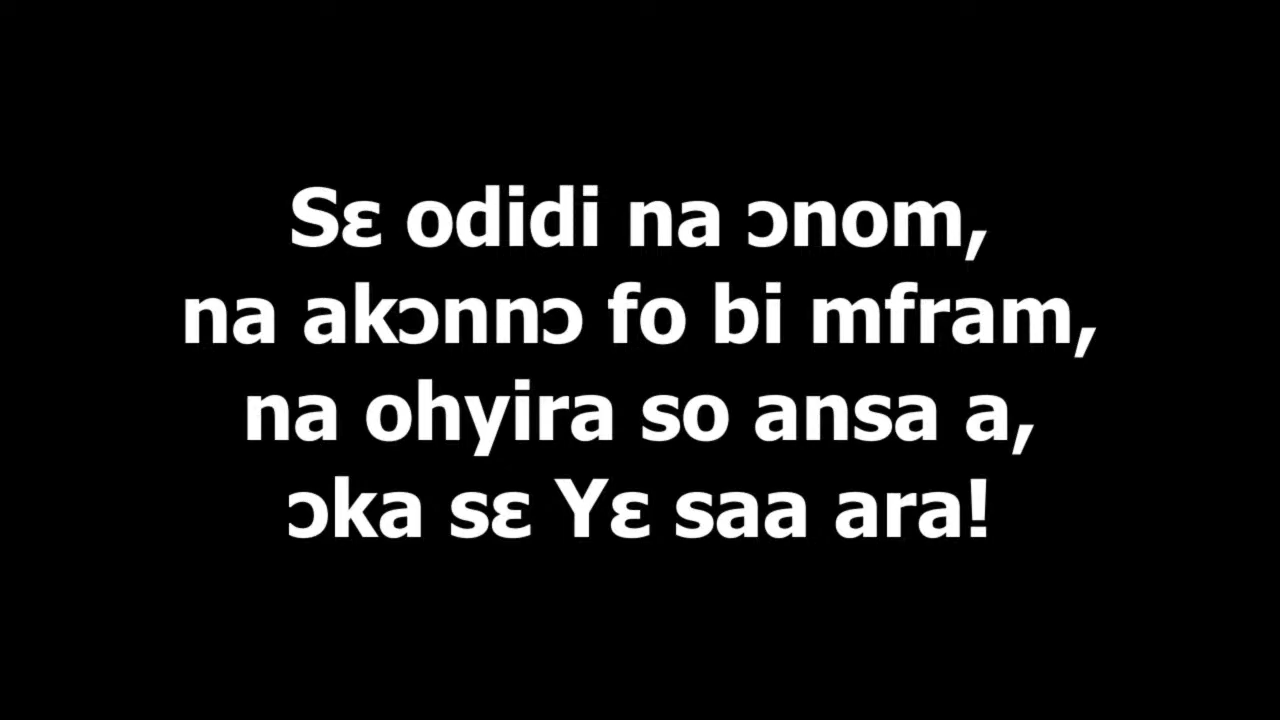 Sɛ odidi na ɔnom,
na akɔnnɔ fo bi mfram,
na ohyira so ansa a,
ɔka sɛ Yɛ saa ara!